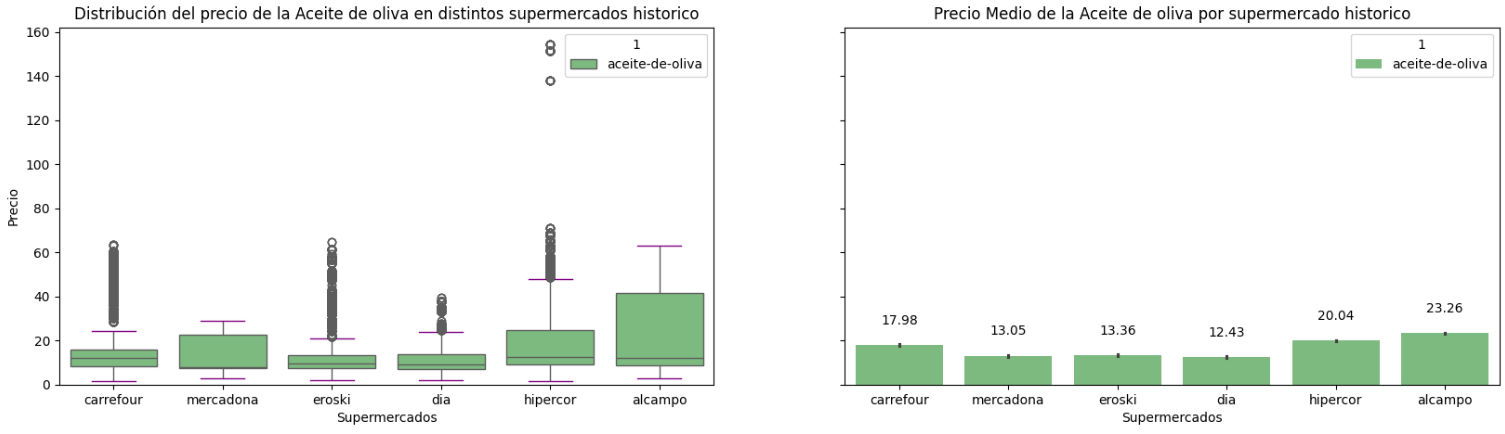 Distribución del precio de la Aceite de oliva en distintos supermercados historico
1
aceite-de-oliva
Precio
160
140
120
100
80
60
40
20
0
carrefour mercadona eroski dia hipercor alcampo
Supermercados
Precio Medio de la Aceite de oliva por supermercado historico
1
aceite-de-oliva
17.98 13.05 13.36 12.43 20.04 23.26
carrefour mercadona eroski dia hipercor alcampo
Supermercados